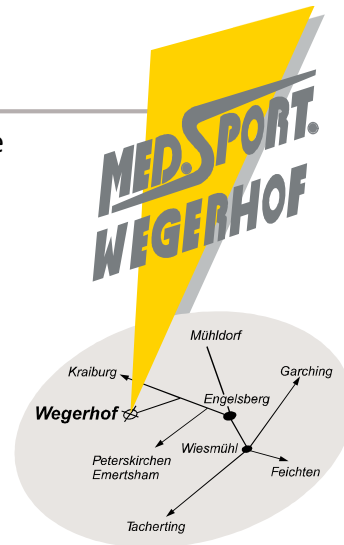 e
MED.SPORT.
WEGERHOF
Mühldorf
Kraiburg
Garching
Engelsberg
Wegerhof
Wiesmühl
Peterskirchen
Emertsham
Feichten
Tacherting